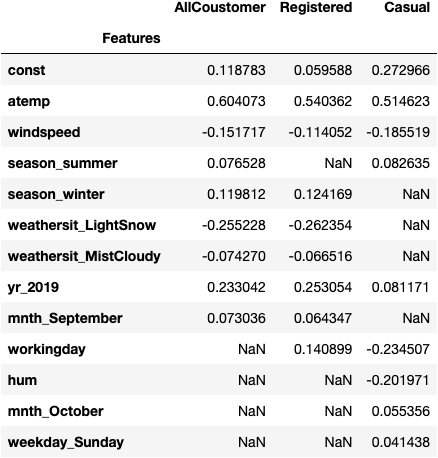 AllCoustomer Registered Casual
Features
const 0.118783 0.059588 0.272966
atemp 0.604073 0.540362 0.514623
windspeed -0.151717 -0.114052 -0.185519
season_summer 0.076528 NaN 0.082635
season_winter 0.119812 0.124169 NaN
weathersit_LightSnow -0.255228 -0.262354 NaN
weathersit_MistCloudy -0.074270 -0.066516 NaN
yr_2019 0.233042 0.253054 0.081171
mnth_September 0.073036 0.064347 NaN
workingday NaN 0.140899 -0.234507
hum NaN NaN -0.201971
mnth_October NaN NaN 0.055356
weekday_Sunday NaN NaN 0.041438